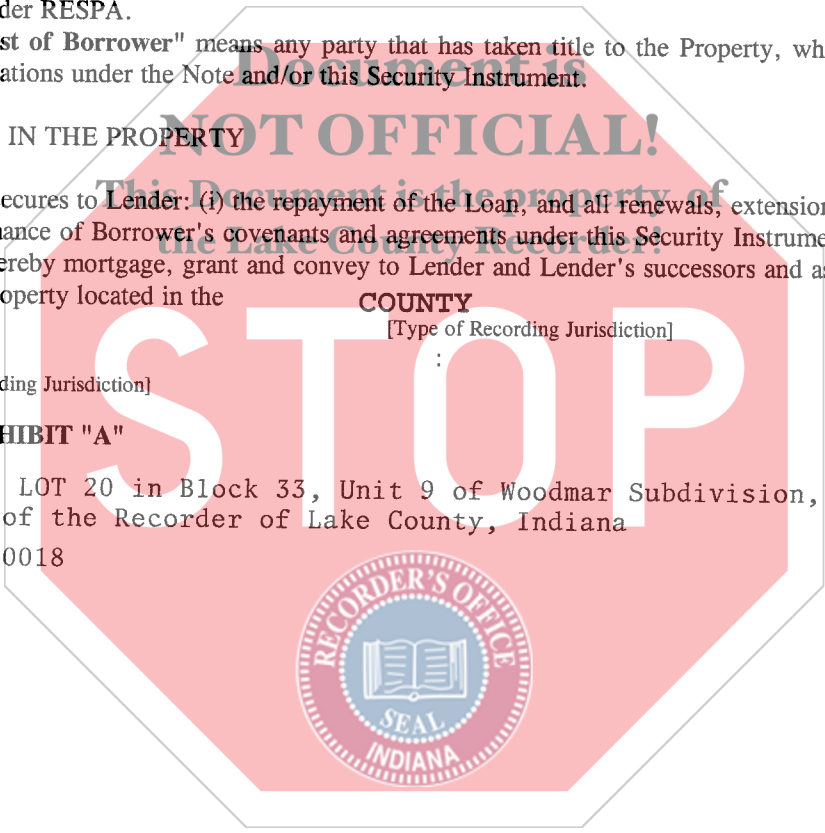 der RESPA.
st of Borrower" means any party that has taken title to the Property, wh
ations under the Note and/or this Security Instrument.
Document is
NOT OFFICIAL!
IN THE PROPERTY
This Document is the property of
the Lake County Recorder!
ecures to Lender: (i) the repayment of the Loan, and all renewals, extension
ance of Borrower's covenants and agreements under this Security Instrume
ereby mortgage, grant and convey to Lender and Lender's successors and as
operty located in the COUNTY
[Type of Recording Jurisdiction]
:
ding Jurisdiction]
STOP
HIBIT "A"
LOT 20 in Block 33, Unit 9 of Woodmar Subdivision,
of the Recorder of Lake County, Indiana
0018
RECORDER'S OFFICE
SEAL
INDIANA